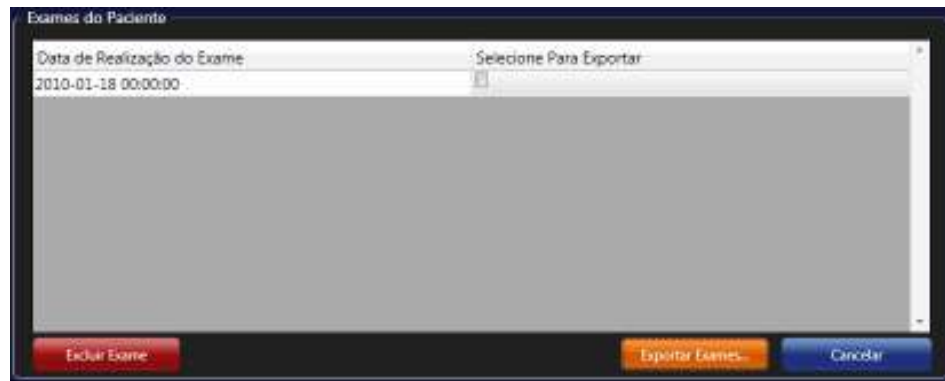 Exames do Paciente
Data de Realização do Exame Selecione Para Exportar
2010-01-18 00:00:00
Excluir Exame Exportar Exames... Cancelar